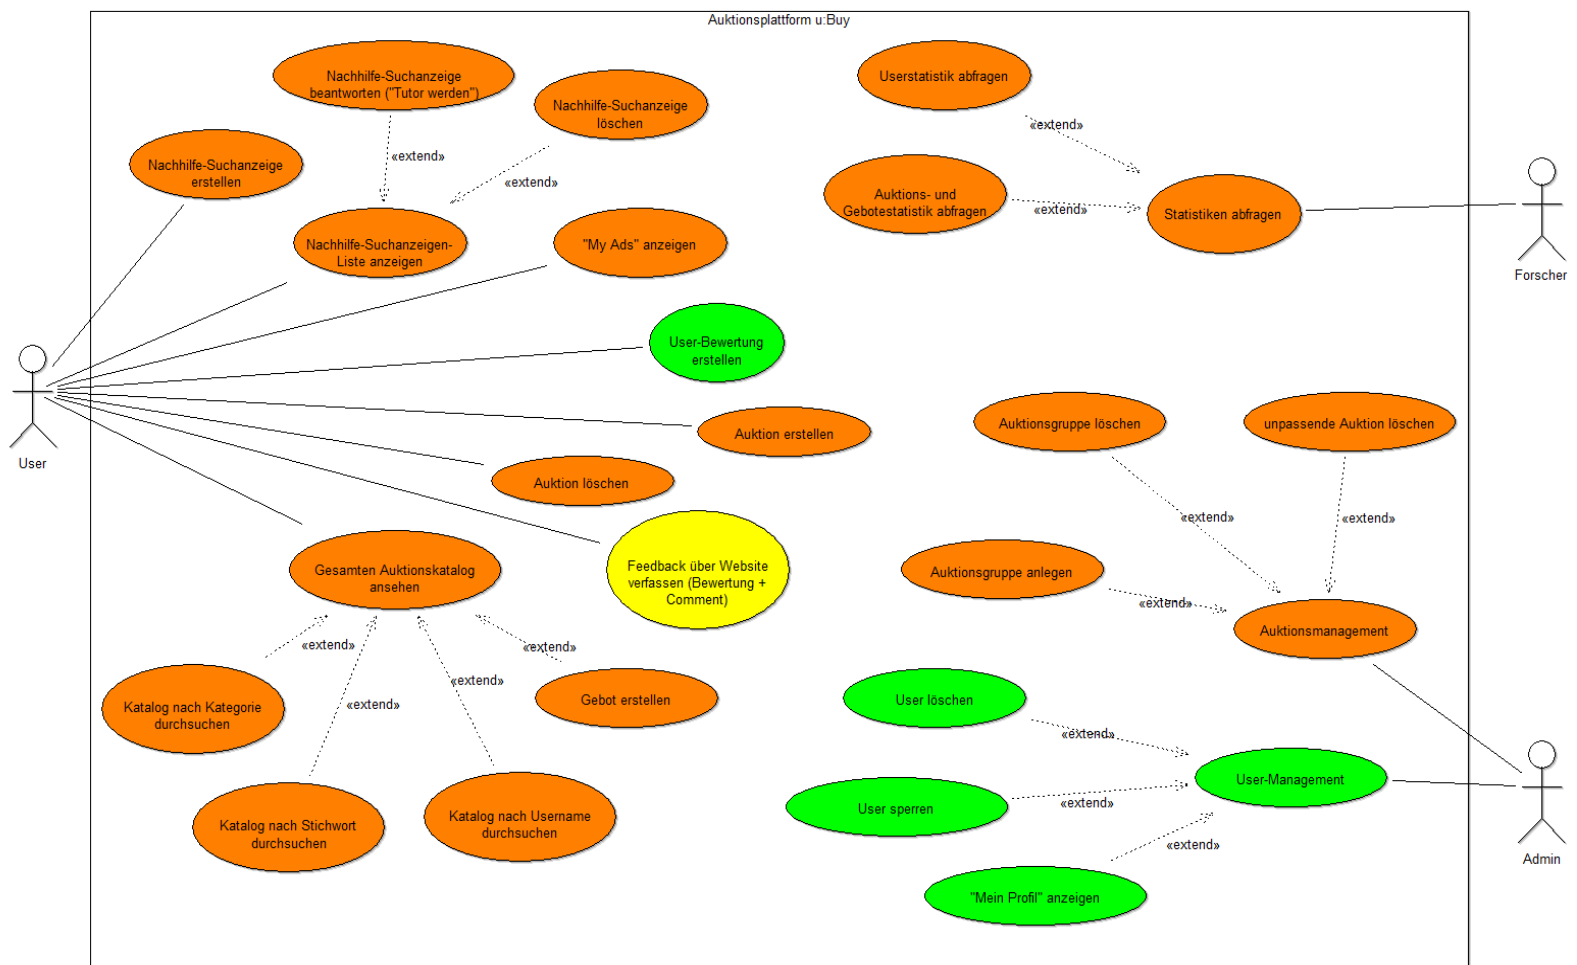 Auktionsplattform u:Buy
Nachhilfe-Suchanzeige
beantworten ("Tutor werden")
Nachhilfe-Suchanzeige
löschen
Nachhilfe-Suchanzeige
erstellen
«extend»
«extend»
Nachhilfe-Suchanzeigen-
Liste anzeigen
"My Ads" anzeigen
User-Bewertung
erstellen
User
Auktion erstellen
Auktion löschen
Feedback über Website
verfassen (Bewertung +
Comment)
Gesamten Auktionskatalog
ansehen
«extend»
«extend»
«extend»
«extend»
Katalog nach Kategorie
durchsuchen
Gebot erstellen
Katalog nach Stichwort
durchsuchen
Katalog nach Username
durchsuchen
Userstatistik abfragen
«extend»
Auktions- und
Gebotestatistik abfragen
«extend»
Statistiken abfragen
Forscher
Auktionsgruppe löschen
unpassende Auktion löschen
«extend»
«extend»
Auktionsgruppe anlegen
«extend»
Auktionsmanagement
User löschen
«extend»
User-Management
User sperren
«extend»
«extend»
"Mein Profil" anzeigen
Admin